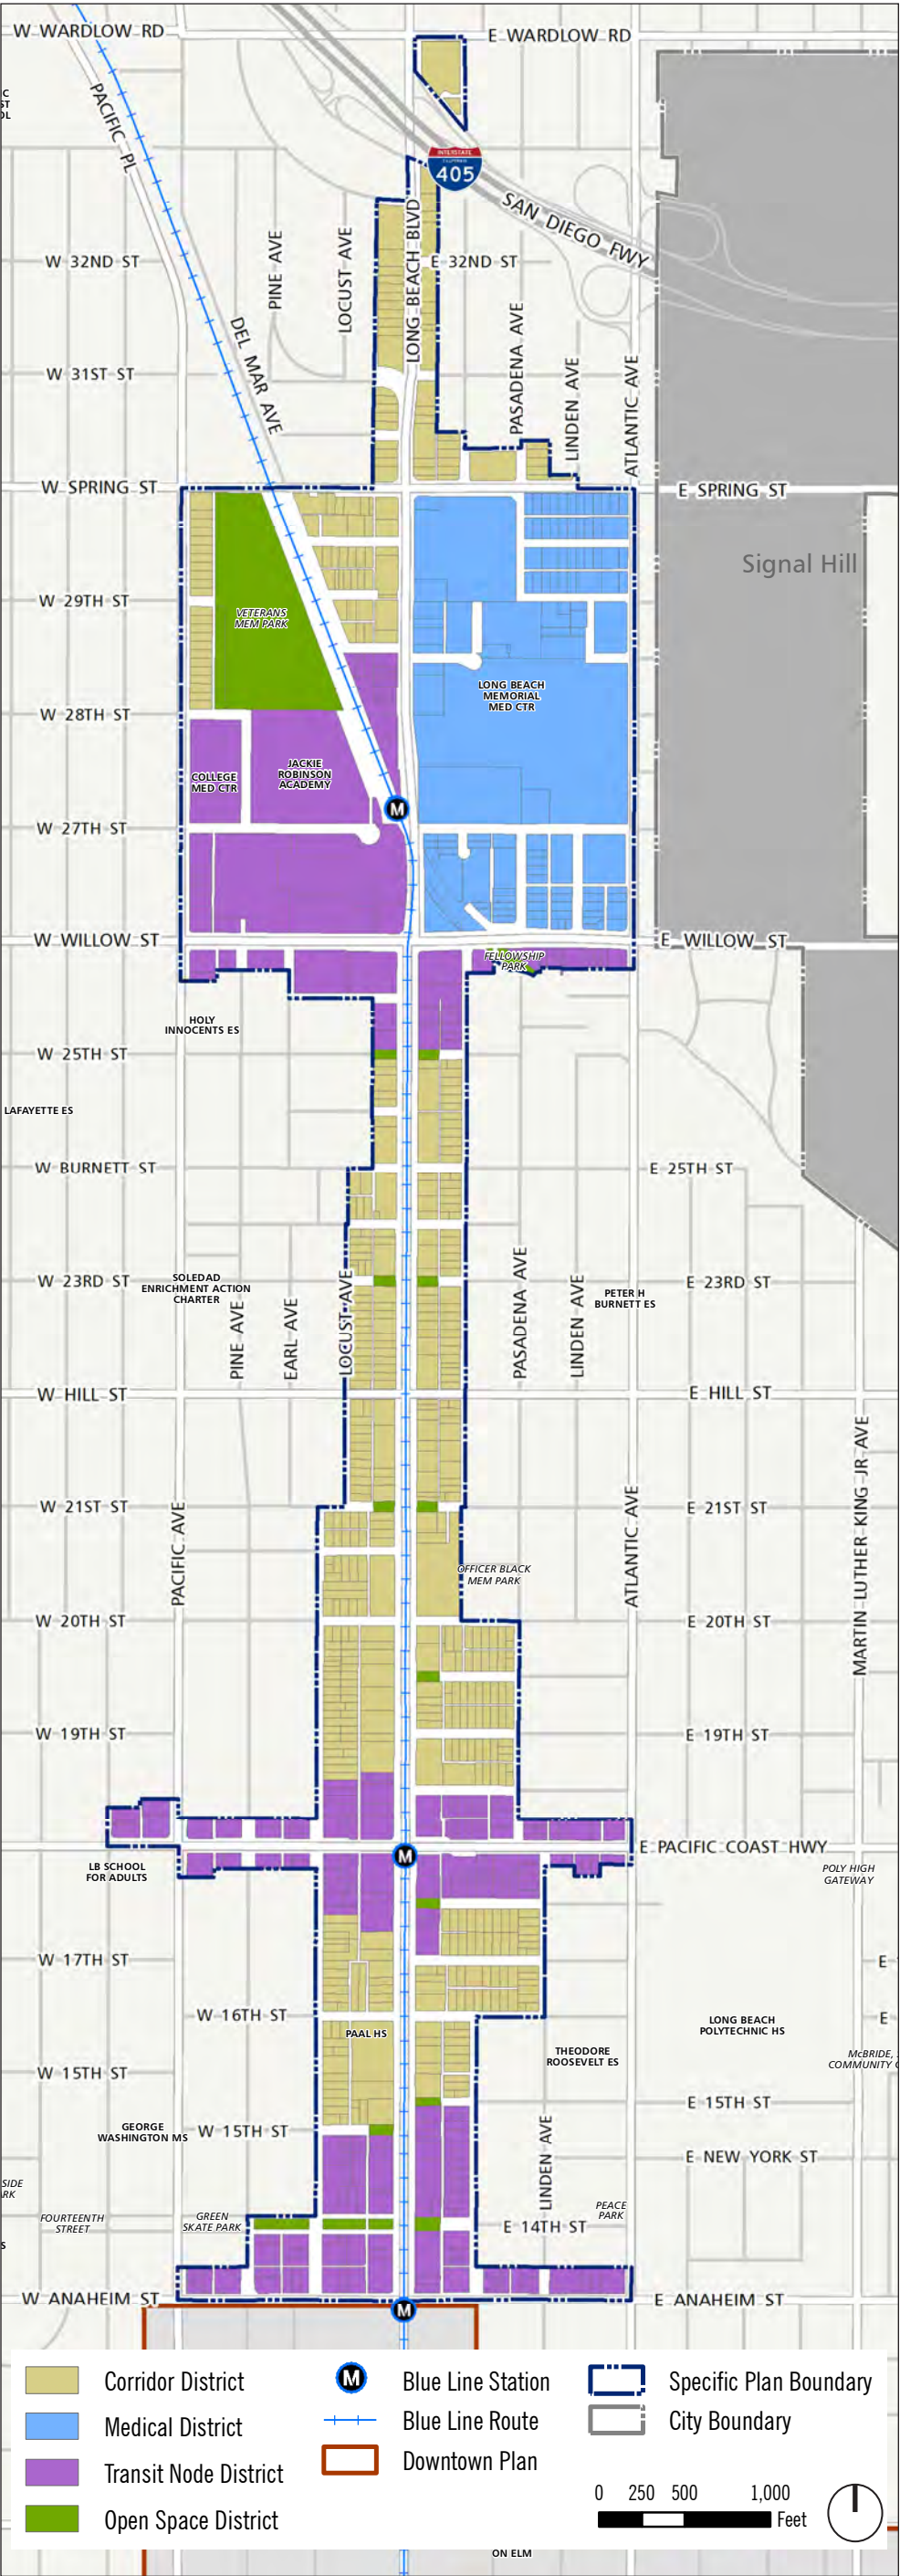 W WARDLOW RD
E WARDLOW RD
PACIFIC PL
INTERSTATE
CALIFORNIA
405
SAN DIEGO FWY
W 32ND ST
PINE AVE
LOCUST AVE
LONG BEACH BLVD
E 32ND ST
W 31ST ST
DEL MAR AVE
PASADENA AVE
LINDEN AVE
ATLANTIC AVE
W SPRING ST
E SPRING ST
Signal Hill
W 29TH ST
VETERANS
MEM PARK
LONG BEACH
MEMORIAL
MED CTR
W 28TH ST
COLLEGE
MED CTR
JACKIE
ROBINSON
ACADEMY
M
W 27TH ST
W WILLOW ST
E WILLOW ST
FELLOWSHIP
PARK
HOLY
INNOCENTS ES
W 25TH ST
LAFAYETTE ES
W BURNETT ST
E 25TH ST
W 23RD ST
SOLEDAD
ENRICHMENT ACTION
CHARTER
PINE AVE
EARL AVE
LOCUST AVE
PASADENA AVE
LINDEN AVE
PETER H
BURNETT ES
E 23RD ST
W HILL ST
E HILL ST
W 21ST ST
E 21ST ST
PACIFIC AVE
ATLANTIC AVE
MARTIN LUTHER KING JR AVE
OFFICER BLACK
MEM PARK
W 20TH ST
E 20TH ST
W 19TH ST
E 19TH ST
E PACIFIC COAST HWY
M
LB SCHOOL
FOR ADULTS
POLY HIGH
GATEWAY
W 17TH ST
E
W 16TH ST
E
PAAL HS
LONG BEACH
POLYTECHNIC HS
THEODORE
ROOSEVELT ES
McBRIDE,
COMMUNITY
W 15TH ST
E 15TH ST
GEORGE
WASHINGTON MS
W 15TH ST
LINDEN AVE
E NEW YORK ST
SIDE
RK
FOURTEENTH
STREET
GREEN
SKATE PARK
PEACE
PARK
E 14TH ST
S
W ANAHEIM ST
E ANAHEIM ST
M
Corridor District
Medical District
Transit Node District
Open Space District
M
Blue Line Station
Blue Line Route
Downtown Plan
Specific Plan Boundary
City Boundary
0 250 500 1,000
Feet
ON ELM